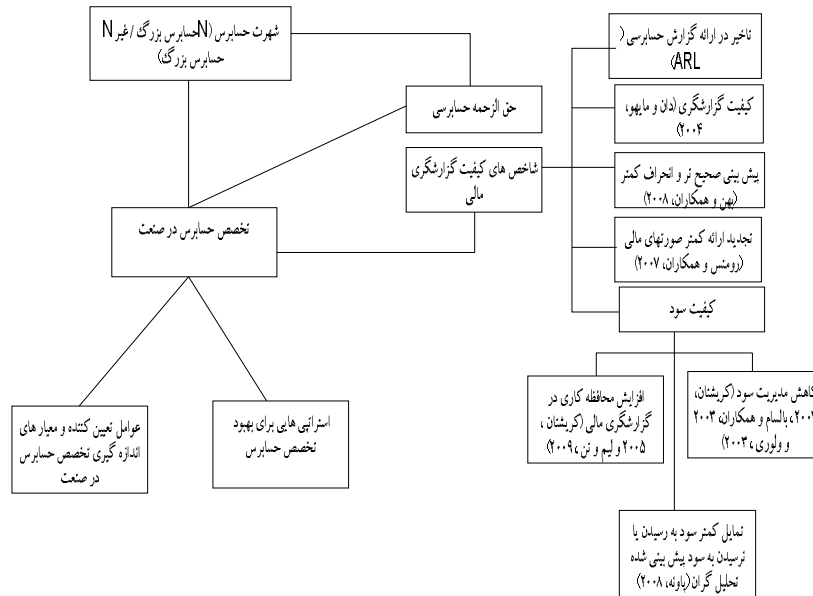 شهرت حسابرس (Nحسابرس بزرگ / غیر N
حسابرس بزرگ)
تاخیر در ارائه گزارش حسابرسی (
ARL)
حق الزحمه حسابرسی
کیفیت گزارشگری (دان و مایهو،
۲۰۰۴)
شاخص های کیفیت گزارشگری
مالی
پیش بینی صحیح تر و انحراف کمتر
(بهن و همکاران، ۲۰۰۸)
تخصص حسابرس در صنعت
تجدید ارائه کمتر صورتهای مالی
(رومنس و همکاران، ۲۰۰۷)
کیفیت سود
کاهش مدیریت سود (کریشنان،
بالسام و همکاران، ۲۰۰۳
و ولوری ، ۲۰۰۳)
افزایش محافظه کاری در
گزارشگری مالی (کریشنان ،
۲۰۰۵ و لیم و تن ، ۲۰۰۹)
استراتژی هایی برای بهبود
تخصص حسابرس
عوامل تعیین کننده و معیار های
اندازه گیری تخصص حسابرس
در صنعت
تمایل کمتر سود به رسیدن یا
نرسیدن به سود پیش بینی شده
تحلیل گران (پاونه، ۲۰۰۸)